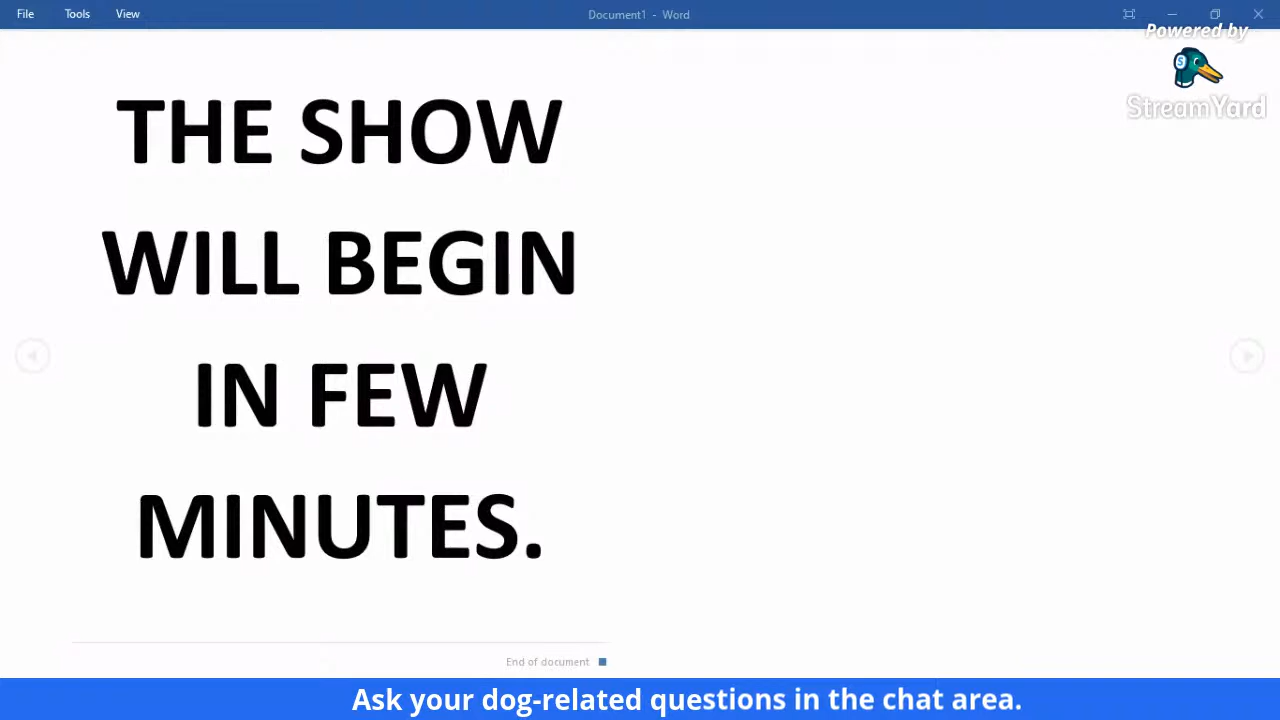 File Tools View Document1 - Word
Powered by
S
StreamYard
THE SHOW
WILL BEGIN
IN FEW
MINUTES.
End of document
Ask your dog-related questions in the chat area.